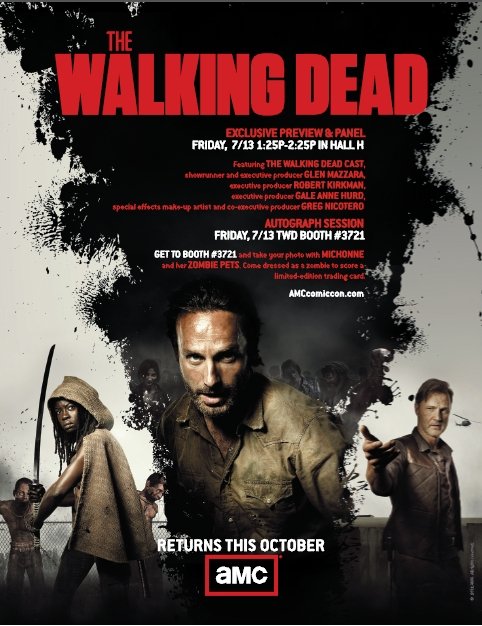 THE
WALKING DEAD
EXCLUSIVE PREVIEW & PANEL
FRIDAY, 7/13 1:25P-2:25P IN HALL H
Featuring THE WALKING DEAD CAST,
showrunner and executive producer GLEN MAZZARA,
executive producer ROBERT KIRKMAN,
executive producer GALE ANNE HURD,
special effects make-up artist and co-executive producer GREG NICOTERO
AUTOGRAPH SESSION
FRIDAY, 7/13 TWD BOOTH #3721
GET TO BOOTH #3721 and take your photo with MICHONNE
and her ZOMBIE PETS. Come dressed as a zombie to score a
limited-edition trading card.
AMCcomiccon.com
RETURNS THIS OCTOBER
aMC